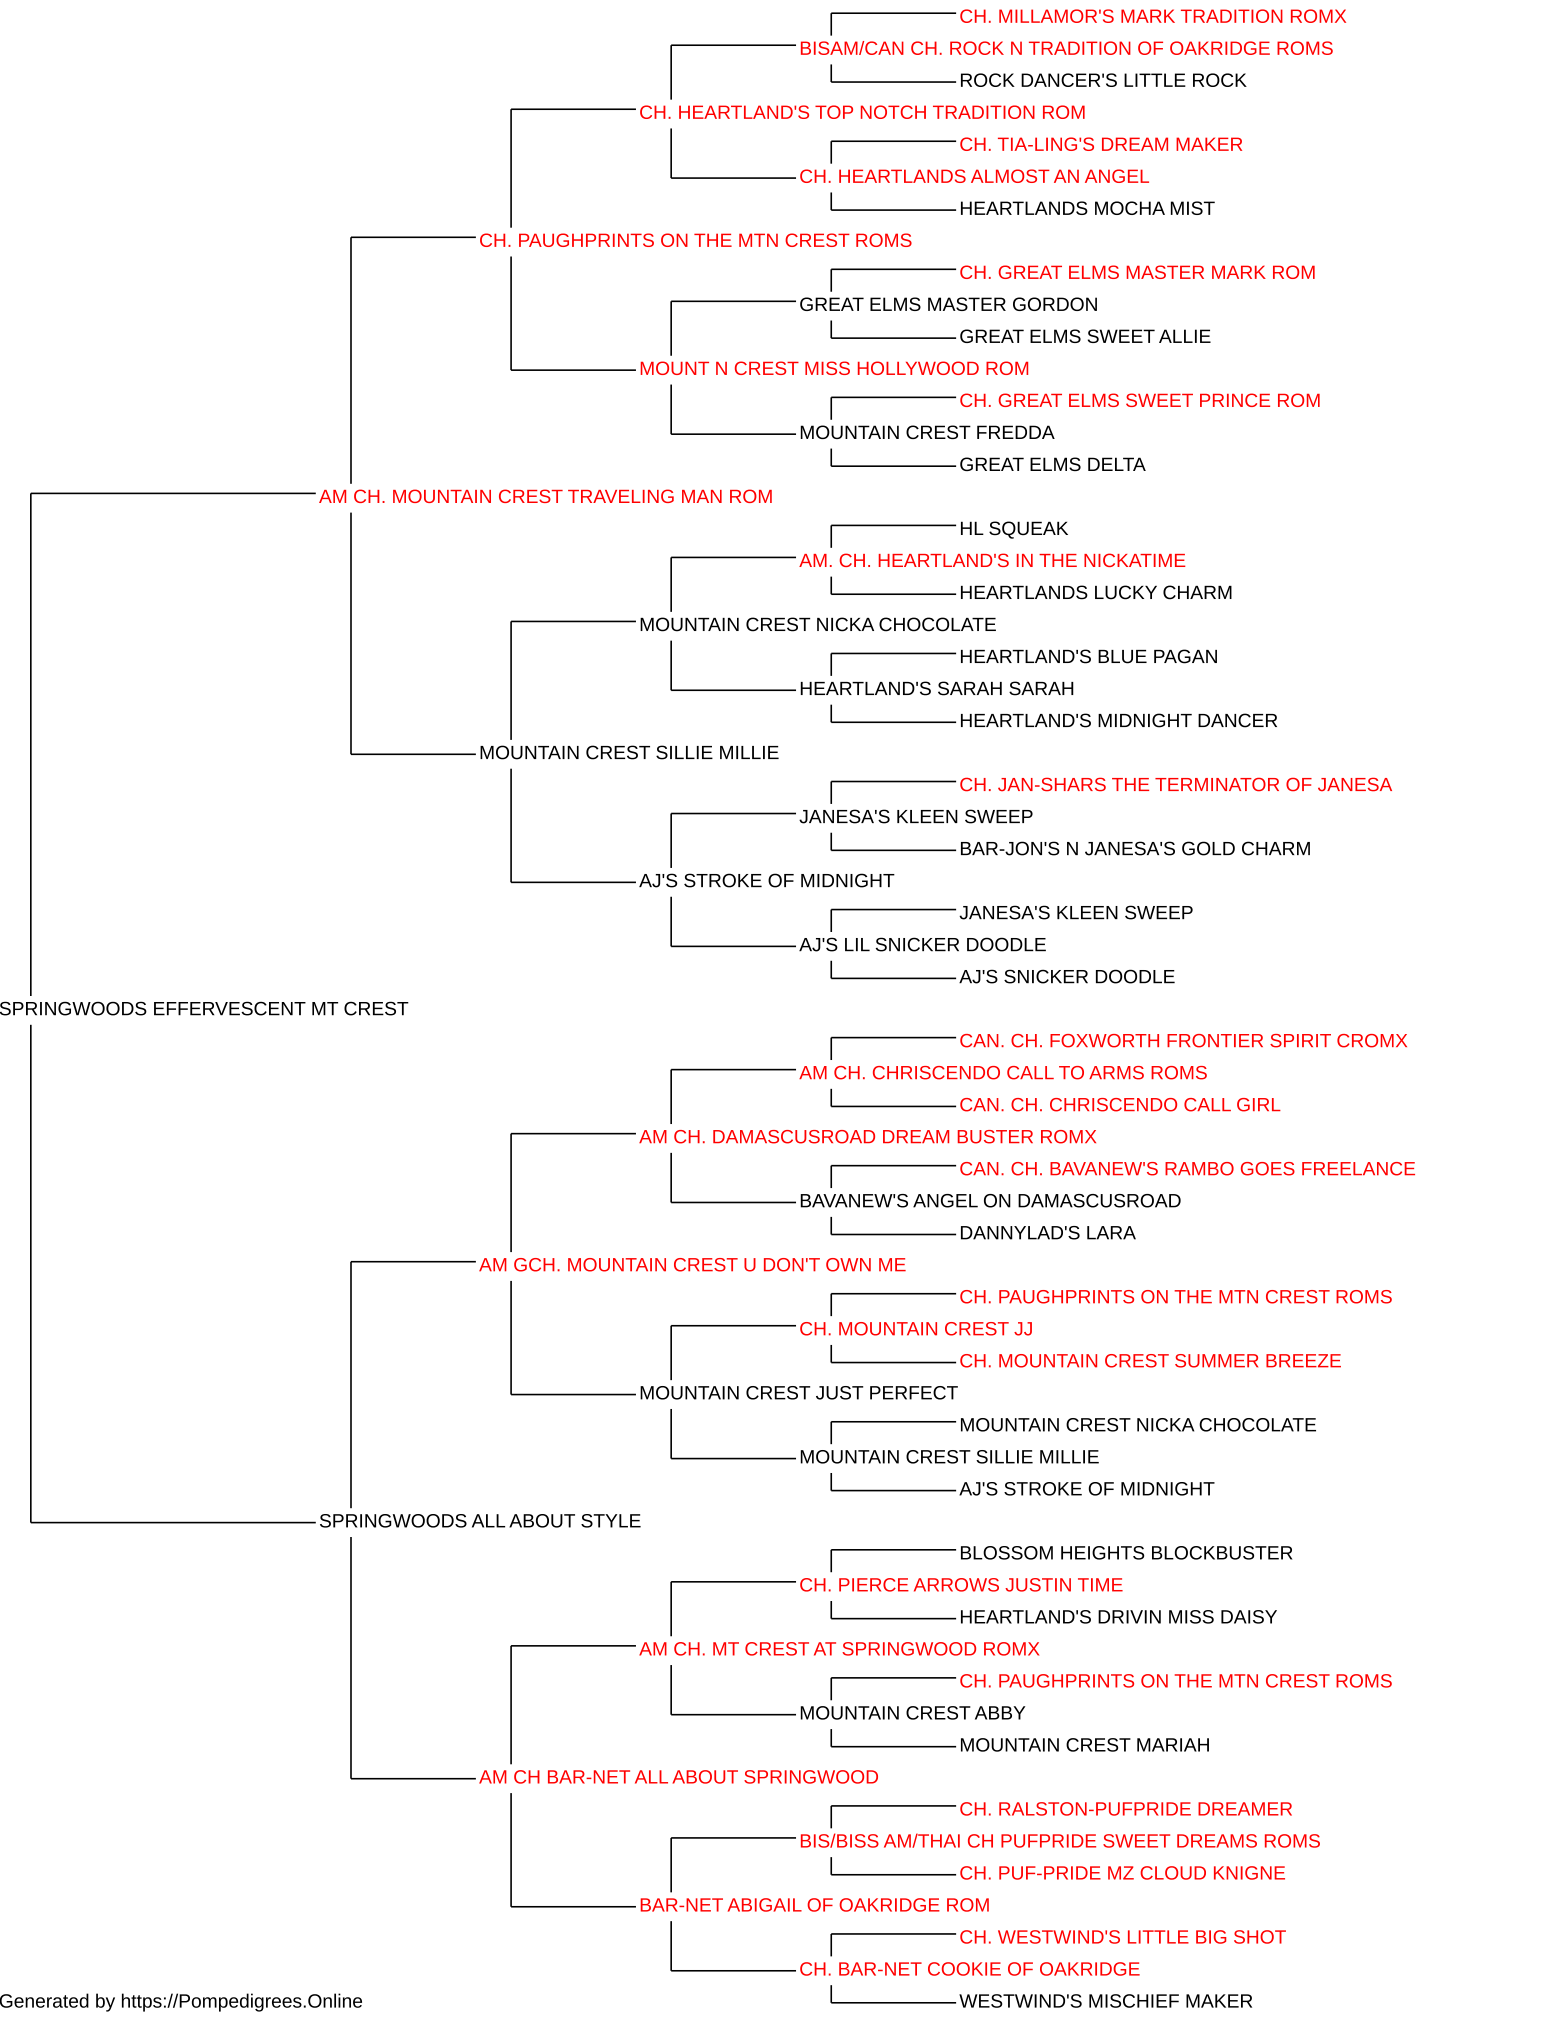 CH. MILLAMOR'S MARK TRADITION ROMX
BISAM/CAN CH. ROCK N TRADITION OF OAKRIDGE ROMS
ROCK DANCER'S LITTLE ROCK
CH. HEARTLAND'S TOP NOTCH TRADITION ROM
CH. TIA-LING'S DREAM MAKER
CH. HEARTLANDS ALMOST AN ANGEL
HEARTLANDS MOCHA MIST
CH. PAUGHPRINTS ON THE MTN CREST ROMS
CH. GREAT ELMS MASTER MARK ROM
GREAT ELMS MASTER GORDON
GREAT ELMS SWEET ALLIE
MOUNT N CREST MISS HOLLYWOOD ROM
CH. GREAT ELMS SWEET PRINCE ROM
MOUNTAIN CREST FREDDA
GREAT ELMS DELTA
AM CH. MOUNTAIN CREST TRAVELING MAN ROM
HL SQUEAK
AM. CH. HEARTLAND'S IN THE NICKATIME
HEARTLANDS LUCKY CHARM
MOUNTAIN CREST NICKA CHOCOLATE
HEARTLAND'S BLUE PAGAN
HEARTLAND'S SARAH SARAH
HEARTLAND'S MIDNIGHT DANCER
MOUNTAIN CREST SILLIE MILLIE
CH. JAN-SHARS THE TERMINATOR OF JANESA
JANESA'S KLEEN SWEEP
BAR-JON'S N JANESA'S GOLD CHARM
AJ'S STROKE OF MIDNIGHT
JANESA'S KLEEN SWEEP
AJ'S LIL SNICKER DOODLE
AJ'S SNICKER DOODLE
SPRINGWOODS EFFERVESCENT MT CREST
CAN. CH. FOXWORTH FRONTIER SPIRIT CROMX
AM CH. CHRISCENDO CALL TO ARMS ROMS
CAN. CH. CHRISCENDO CALL GIRL
AM CH. DAMASCUSROAD DREAM BUSTER ROMX
CAN. CH. BAVANEW'S RAMBO GOES FREELANCE
BAVANEW'S ANGEL ON DAMASCUSROAD
DANNYLAD'S LARA
AM GCH. MOUNTAIN CREST U DON'T OWN ME
CH. PAUGHPRINTS ON THE MTN CREST ROMS
CH. MOUNTAIN CREST JJ
CH. MOUNTAIN CREST SUMMER BREEZE
MOUNTAIN CREST JUST PERFECT
MOUNTAIN CREST NICKA CHOCOLATE
MOUNTAIN CREST SILLIE MILLIE
AJ'S STROKE OF MIDNIGHT
SPRINGWOODS ALL ABOUT STYLE
BLOSSOM HEIGHTS BLOCKBUSTER
CH. PIERCE ARROWS JUSTIN TIME
HEARTLAND'S DRIVIN MISS DAISY
AM CH. MT CREST AT SPRINGWOOD ROMX
CH. PAUGHPRINTS ON THE MTN CREST ROMS
MOUNTAIN CREST ABBY
MOUNTAIN CREST MARIAH
AM CH BAR-NET ALL ABOUT SPRINGWOOD
CH. RALSTON-PUFPRIDE DREAMER
BIS/BISS AM/THAI CH PUFPRIDE SWEET DREAMS ROMS
CH. PUF-PRIDE MZ CLOUD KNIGNE
BAR-NET ABIGAIL OF OAKRIDGE ROM
CH. WESTWIND'S LITTLE BIG SHOT
CH. BAR-NET COOKIE OF OAKRIDGE
WESTWIND'S MISCHIEF MAKER
Generated by https://Pompedigrees.Online